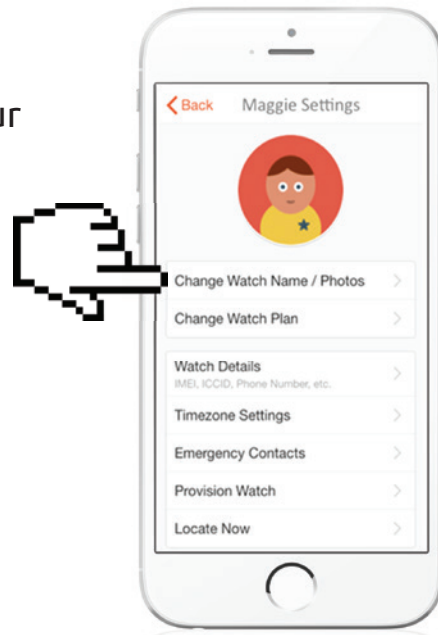 Back Maggie Settings
Change Watch Name / Photos
Change Watch Plan
Watch Details
IMEI, ICCID, Phone Number, etc.
Timezone Settings
Emergency Contacts
Provision Watch
Locate Now